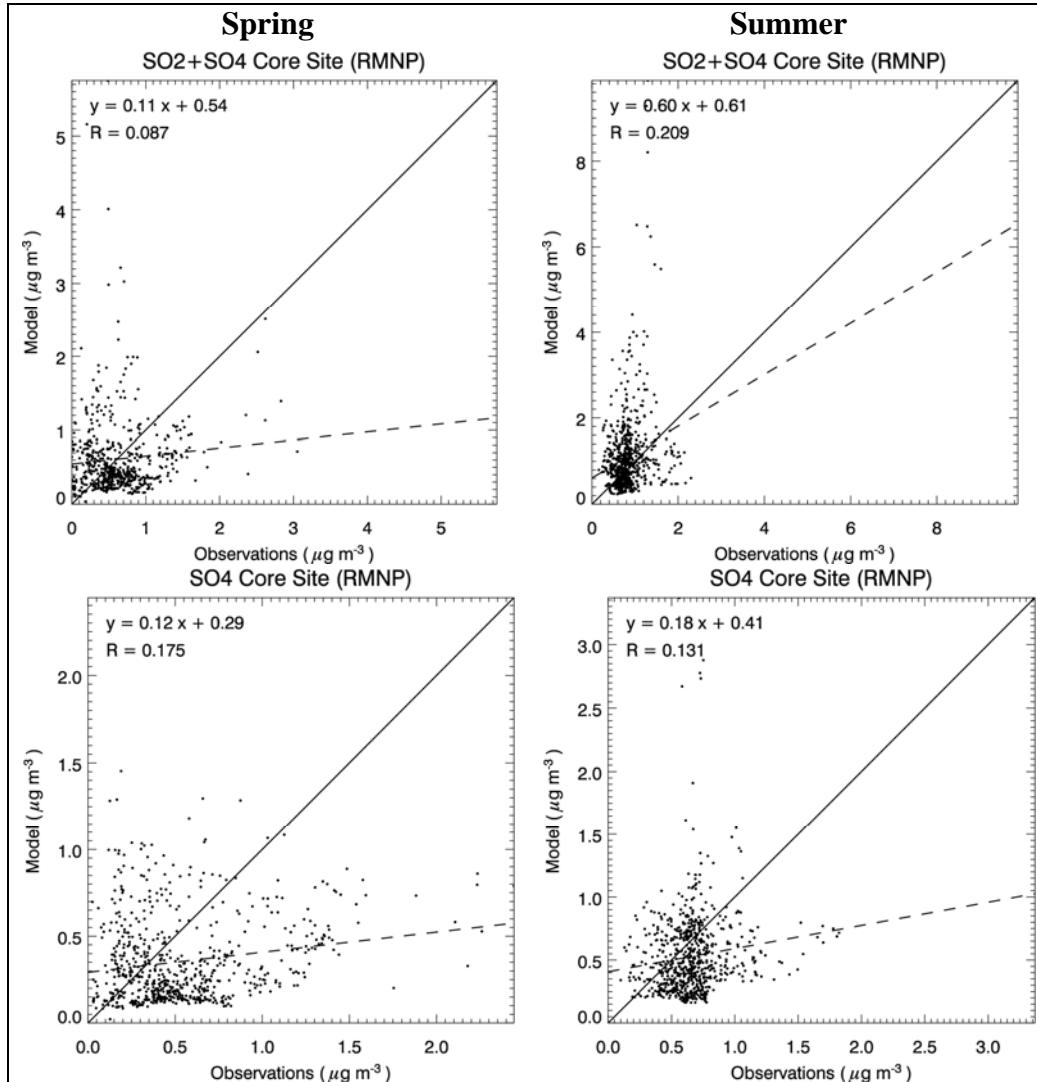 Spring
Summer
SO2+SO4 Core Site (RMNP)
y = 0.11 x + 0.54
R = 0.087
5
4
3
2
1
0
Model ( μg m⁻³)
0 1 2 3 4 5
Observations ( μg m⁻³)
SO2+SO4 Core Site (RMNP)
y = 0.60 x + 0.61
R = 0.209
8
6
4
2
0
Model ( μg m⁻³)
0 2 4 6 8
Observations ( μg m⁻³)
SO4 Core Site (RMNP)
y = 0.12 x + 0.29
R = 0.175
2.0
1.5
1.0
0.5
0.0
Model ( μg m⁻³)
0.0 0.5 1.0 1.5 2.0
Observations ( μg m⁻³)
SO4 Core Site (RMNP)
y = 0.18 x + 0.41
R = 0.131
3.0
2.5
2.0
1.5
1.0
0.5
0.0
Model ( μg m⁻³)
0.0 0.5 1.0 1.5 2.0 2.5 3.0
Observations ( μg m⁻³)